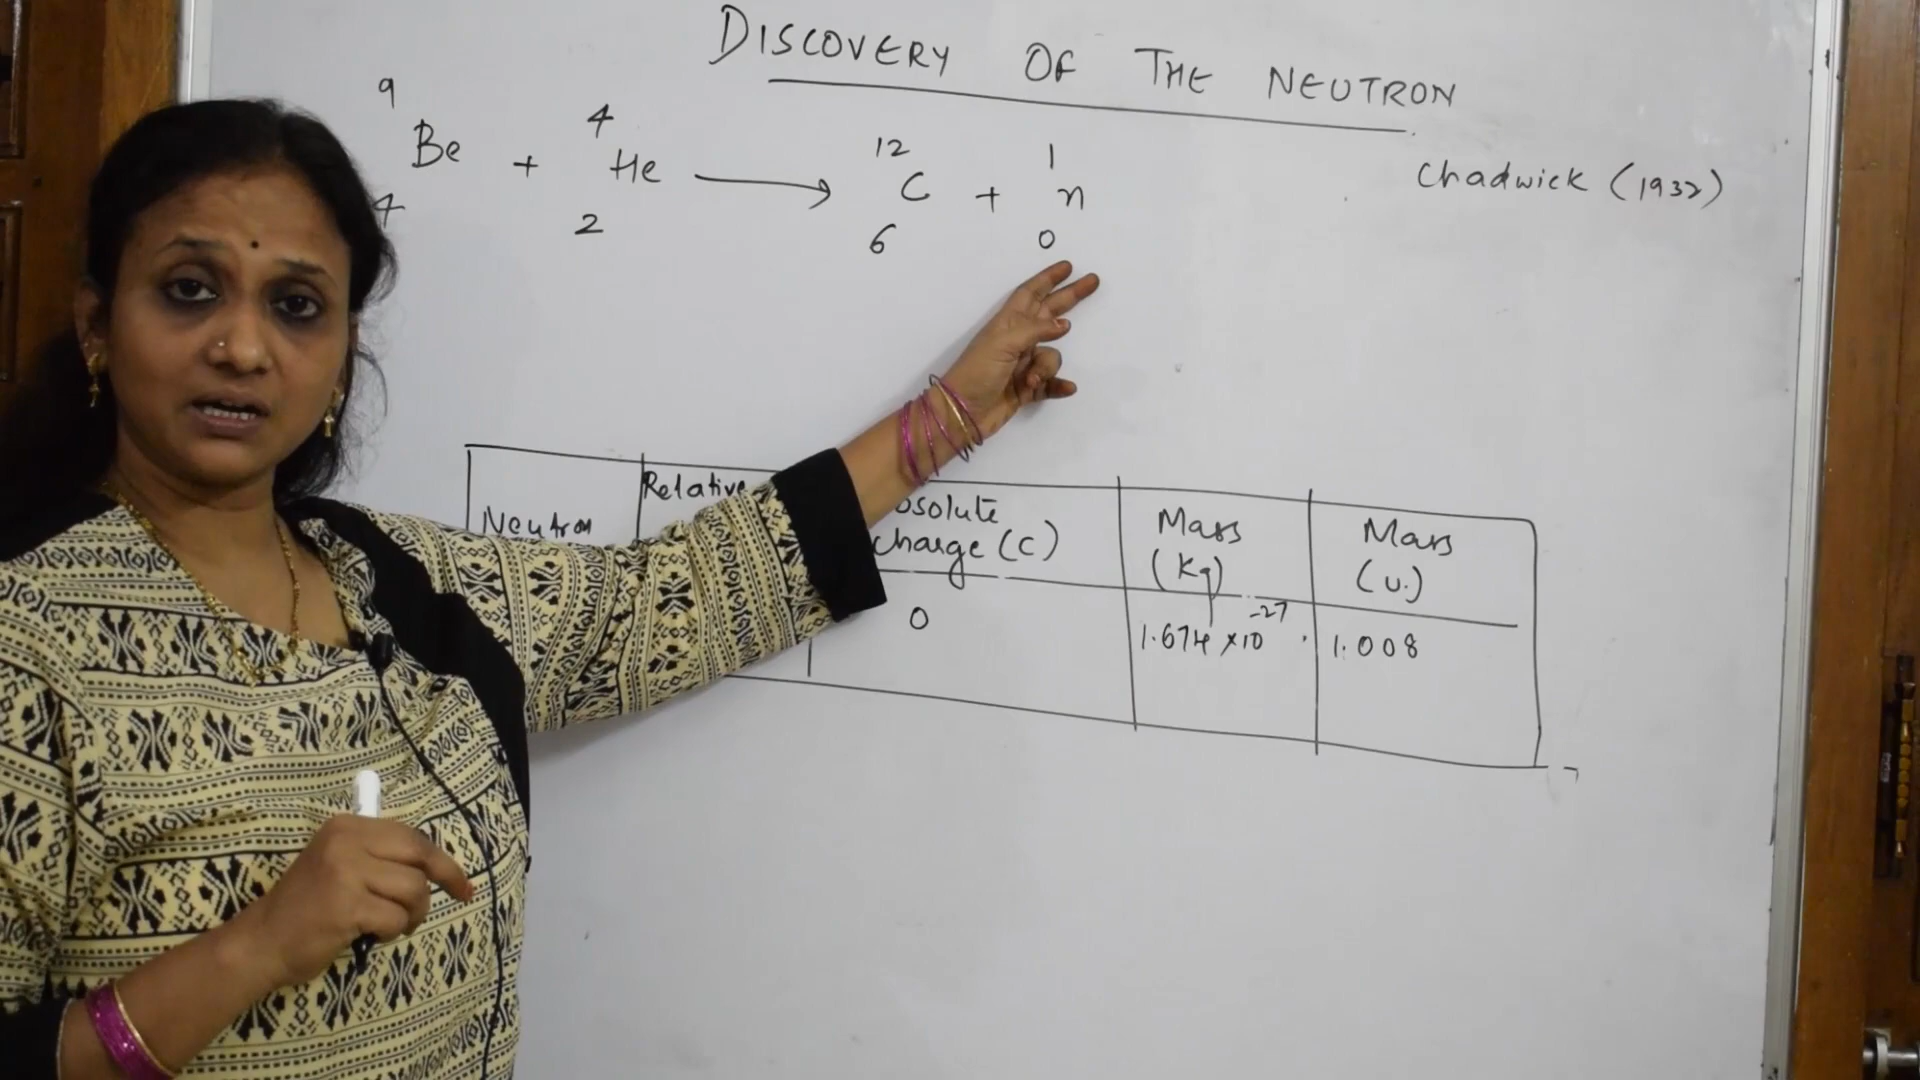 DISCOVERY OF THE NEUTRON
9 4 12 1
Be + He → C + n
4 2 6 0
Chadwick (1932)
Neutron
Relative
charge (C)
Mass
(Kg)
Mass
(u.)
0
1.674 × 10 -27
1.008